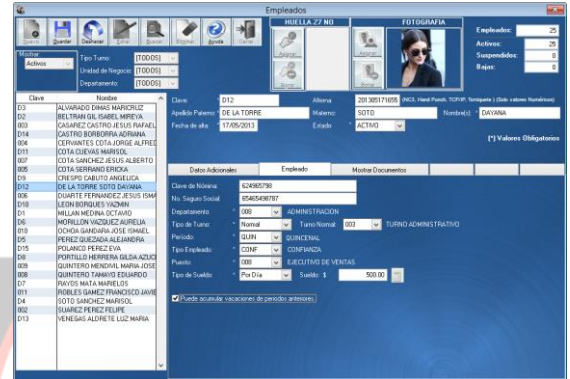 Empleados
Nuevo Guardar Deshacer Editar Buscar Eliminar Ayuda Cerrar
HUELLA Z7 NO
FOTOGRAFIA
Empleados: 25
Activos: 25
Suspendidos: 0
Bajas: 0
Mostrar:
Activos
Tipo Turno: [TODOS]
Unidad de Negocio: [TODOS]
Departamento: [TODOS]
Clave Nombre
D3 ALVARADO DIMAS MARICRUZ
D2 BELTRAN GIL ISABEL MIREYA
003 CASAREZ CASTRO JESUS RAFAEL
D14 CASTRO BORBORRA ADRIANA
004 CERVANTES COTA JORGE ALFRED
D11 COTA CUEVAS MARISOL
007 COTA SANCHEZ JESUS ALBERTO
005 COTA SERRANO ERICKA
D9 CRESPO CABUTO ANGELICA
D12 DE LA TORRE SOTO DAYANA
006 DUARTE FERNANDEZ JESUS ISMA
D10 LEON BORQUES YAZMIN
D1 MILLAN MEDINA OCTAVIO
D6 MORILLON VAZQUEZ AURELIA
010 OCHOA GANDARA JOSE ISMAEL
D5 PEREZ QUEZADA ALEJANDRA
D15 POLANCO PEREZ EVA
D8 PORTILLO HERRERA GILDA AZUC
009 QUINTERO MENDIVIL MARIA JOSE
008 QUINTERO TAMAYO EDUARDO
D7 RAYOS MATA MARIELOS
011 ROBLES GAMEZ FRANCISCO JAVIE
D4 SOTO SANCHEZ MARISOL
002 SUAREZ PEREZ FELIPE
D13 VENEGAS ALDRETE LUZ MARIA
Clave * D12 Alterna 201305171655 (NCI, Hand Punch, TCP/IP, Torniquete ) (Solo valores Numéricos)
Apellido Paterno * DE LA TORRE Materno: SOTO Nombre(s) * DAYANA
Fecha de alta * 17/05/2013 Estado * ACTIVO
(*) Valores Obligatorios
Datos Adicionales Empleado Mostrar Documentos
Clave de Nómina: 624965798
No. Seguro Social: 65465498787
Departamento: * 008 ADMINISTRACION
Tipo de Turno: * Normal Turno Normal: 003 * TURNO ADMINISTRATIVO
Período: * QUIN QUINCENAL
Tipo Empleado: * CONF CONFIANZA
Puesto: * 008 EJECUTIVO DE VENTAS
Tipo de Sueldo: * Por Día Sueldo: $ 500.00
Puede acumular vacaciones de periodos anteriores.